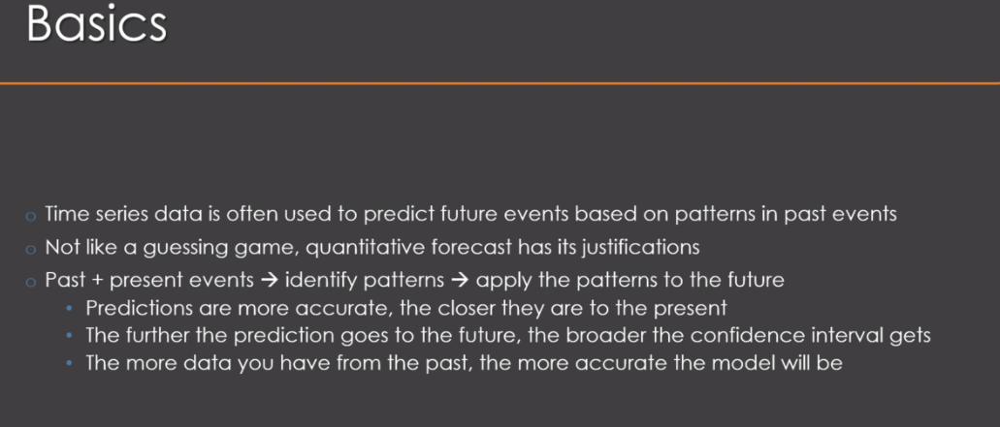 Basics
o Time series data is often used to predict future events based on patterns in past events
o Not like a guessing game, quantitative forecast has its justifications
o Past + present events → identify patterns → apply the patterns to the future
• Predictions are more accurate, the closer they are to the present
• The further the prediction goes to the future, the broader the confidence interval gets
• The more data you have from the past, the more accurate the model will be